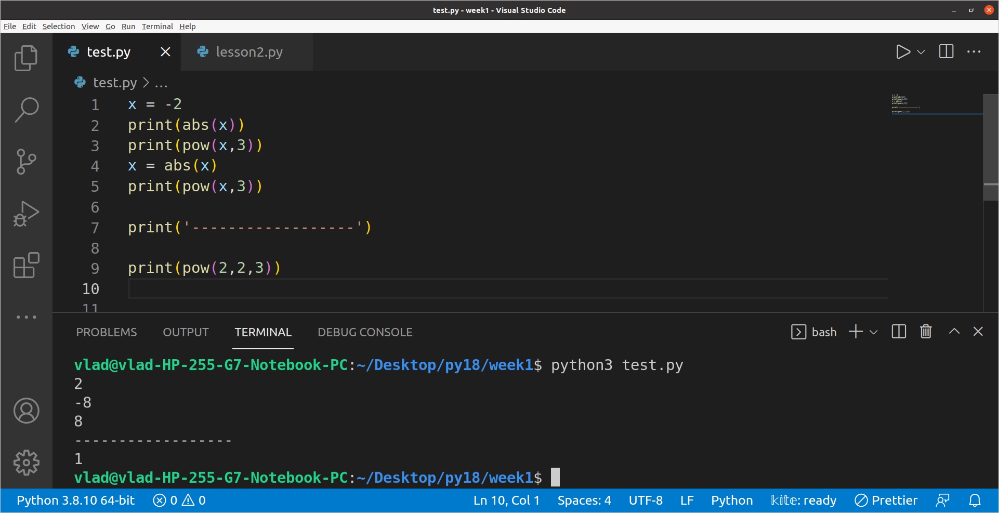 test.py - week1 - Visual Studio Code
File Edit Selection View Go Run Terminal Help
test.py lesson2.py
test.py > ...
1 x = -2
2 print(abs(x))
3 print(pow(x,3))
4 x = abs(x)
5 print(pow(x,3))
6
7 print('------------------')
8
9 print(pow(2,2,3))
10
11
PROBLEMS OUTPUT TERMINAL DEBUG CONSOLE bash
vlad@vlad-HP-255-G7-Notebook-PC:~/Desktop/py18/week1$ python3 test.py
2
-8
8
------------------
1
vlad@vlad-HP-255-G7-Notebook-PC:~/Desktop/py18/week1$
Python 3.8.10 64-bit 0 0 Ln 10, Col 1 Spaces: 4 UTF-8 LF Python kite: ready Prettier